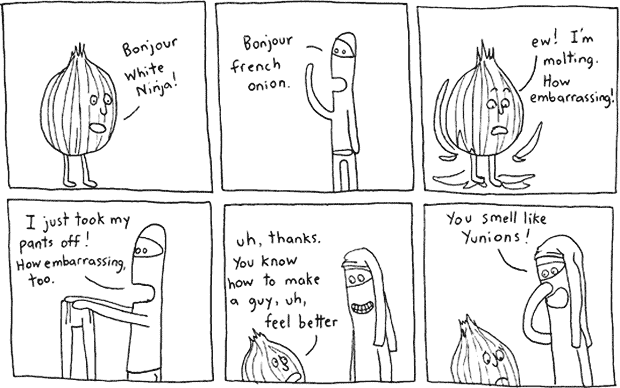 Bonjour
White
Ninja!
Bonjour
french
onion.
ew! I'm
molting.
How
embarrassing!
I just took my
pants off!
How embarrassing,
too.
uh, thanks.
You know
how to make
a guy, uh,
feel better
You smell like
Yunions!